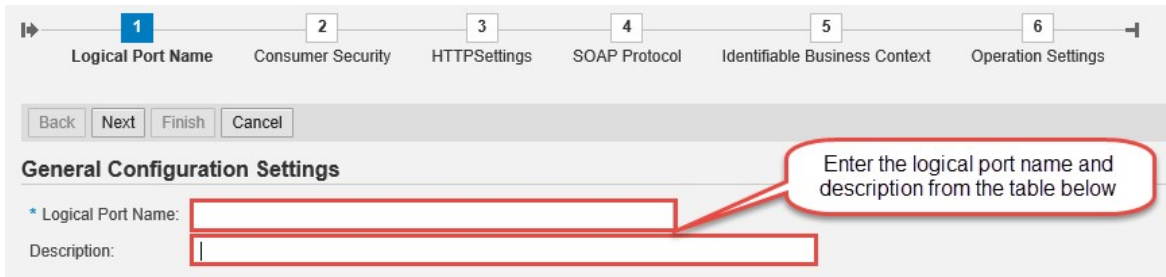 1 2 3 4 5 6
Logical Port Name Consumer Security HTTPSettings SOAP Protocol Identifiable Business Context Operation Settings
Back Next Finish Cancel
General Configuration Settings
Enter the logical port name and
description from the table below
* Logical Port Name:
Description: